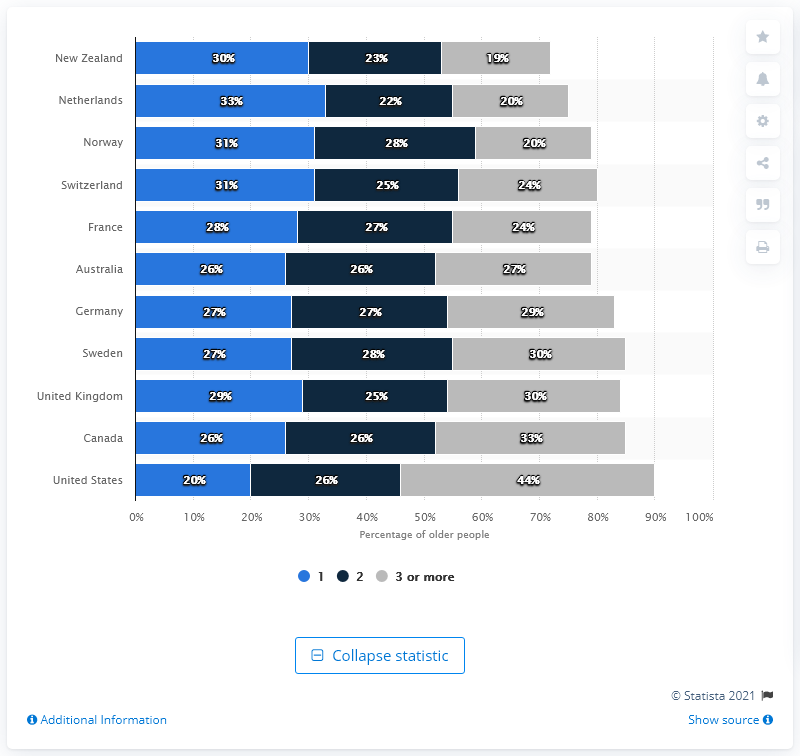 New Zealand 30% 23% 19%
Netherlands 33% 22% 20%
Norway 31% 28% 20%
Switzerland 31% 25% 24%
France 28% 27% 24%
Australia 26% 26% 27%
Germany 27% 27% 29%
Sweden 27% 28% 30%
United Kingdom 29% 25% 30%
Canada 26% 26% 33%
United States 20% 26% 44%
0% 10% 20% 30% 40% 50% 60% 70% 80% 90% 100%
Percentage of older people
1 2 3 or more
Collapse statistic
© Statista 2021
Additional Information Show source